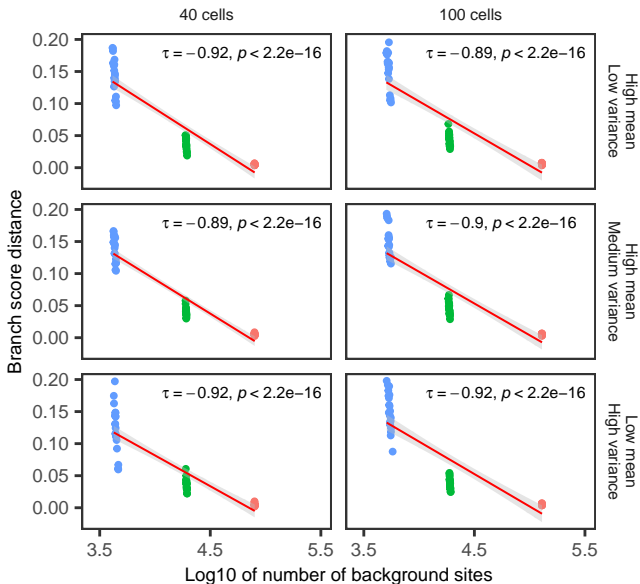 40 cells
100 cells
0.20
0.15
0.10
0.05
0.00
τ = −0.92, p < 2.2e−16
τ = −0.89, p < 2.2e−16
High mean
Low variance
0.20
0.15
0.10
0.05
0.00
τ = −0.89, p < 2.2e−16
τ = −0.9, p < 2.2e−16
High mean
Medium variance
0.20
0.15
0.10
0.05
0.00
τ = −0.92, p < 2.2e−16
τ = −0.92, p < 2.2e−16
Low mean
High variance
Branch score distance
3.5 4.5 5.5
3.5 4.5 5.5
Log10 of number of background sites